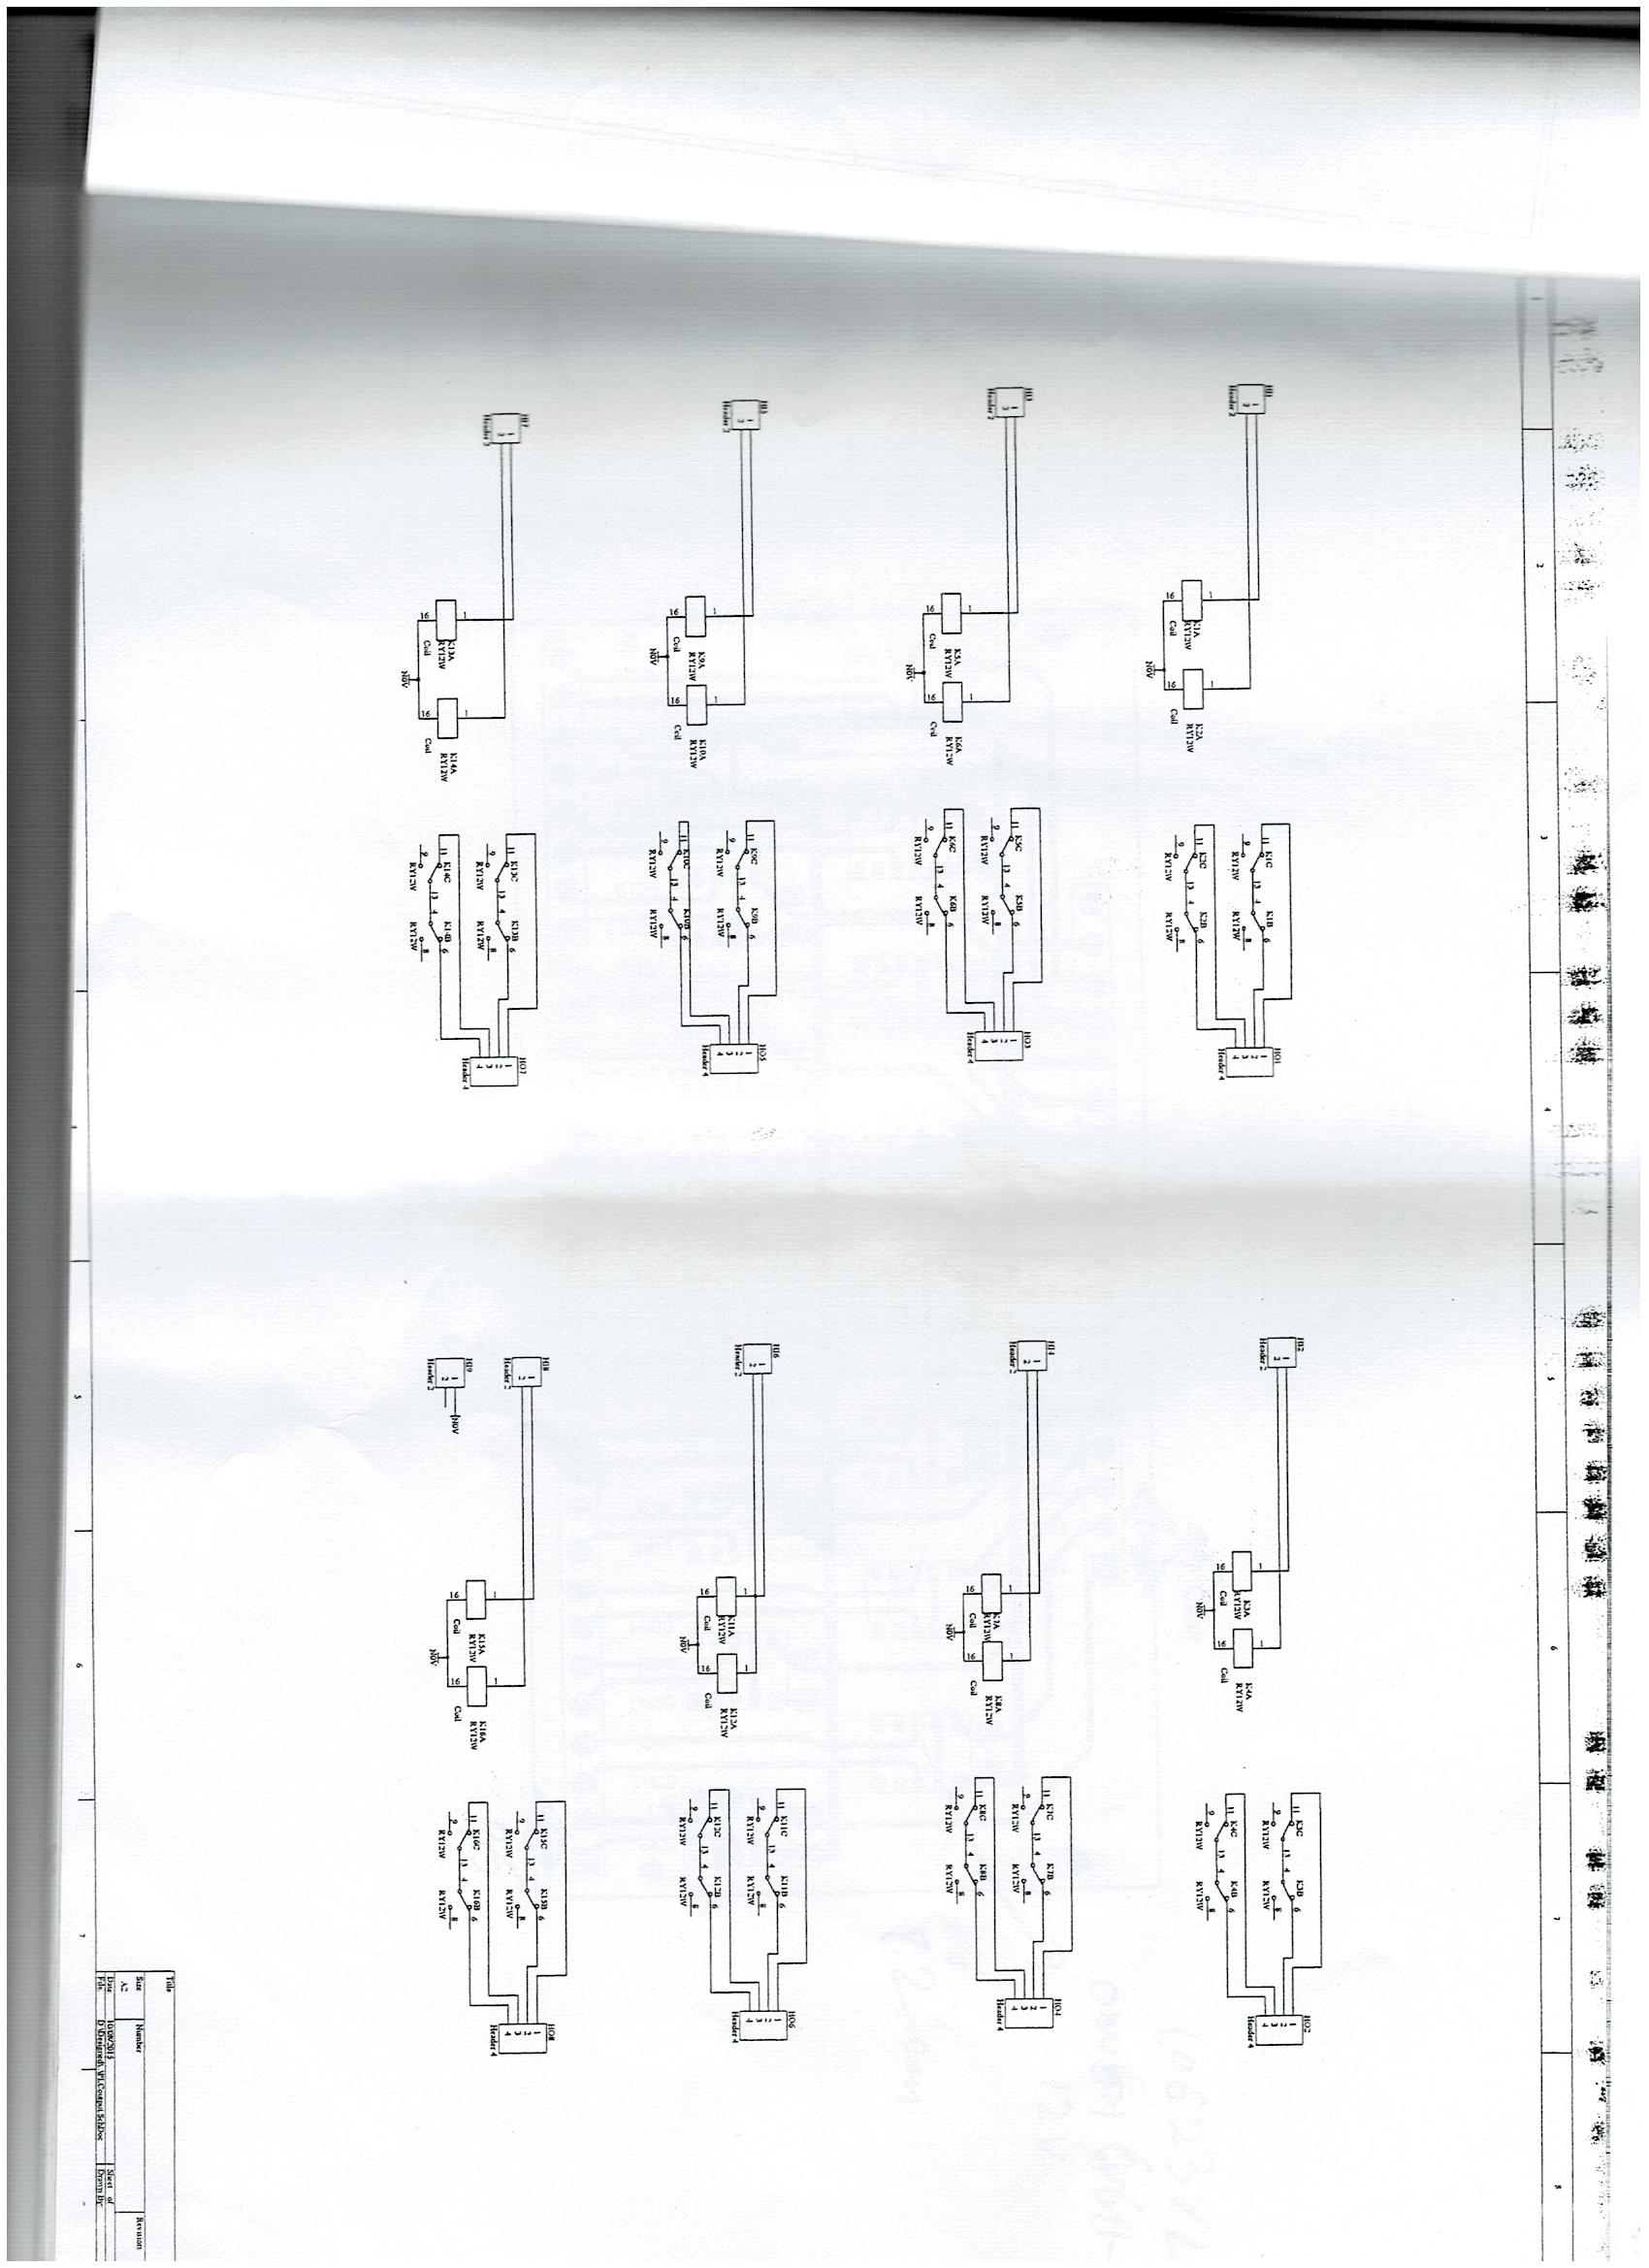 1 2 3 4 5 6 7 8
HI1
1
2
Header 2
1 1
K1A K2A
RY12W RY12W
16 Coil 16 Coil
N0V
11 K1C 13 4 K1B 6
9 RY12W RY12W 8
11 K2C 13 4 K2B 6
9 RY12W RY12W 8
HO1
1
2
3
4
Header 4
HI2
1
2
Header 2
1 1
K3A K4A
RY12W RY12W
16 Coil 16 Coil
N0V
11 K3C 13 4 K3B 6
9 RY12W RY12W 8
11 K4C 13 4 K4B 6
9 RY12W RY12W 8
HO2
1
2
3
4
Header 4
HI3
1
2
Header 2
1 1
K5A K6A
RY12W RY12W
16 Coil 16 Coil
N0V
11 K5C 13 4 K5B 6
9 RY12W RY12W 8
11 K6C 13 4 K6B 6
9 RY12W RY12W 8
HO3
1
2
3
4
Header 4
HI4
1
2
Header 2
1 1
K7A K8A
RY12W RY12W
16 Coil 16 Coil
N0V
11 K7C 13 4 K7B 6
9 RY12W RY12W 8
11 K8C 13 4 K8B 6
9 RY12W RY12W 8
HO4
1
2
3
4
Header 4
HI5
1
2
Header 2
1 1
K9A K10A
RY12W RY12W
16 Coil 16 Coil
N0V
11 K9C 13 4 K9B 6
9 RY12W RY12W 8
11 K10C 13 4 K10B 6
9 RY12W RY12W 8
HO5
1
2
3
4
Header 4
HI6
1
2
Header 2
1 1
K11A K12A
RY12W RY12W
16 Coil 16 Coil
N0V
11 K11C 13 4 K11B 6
9 RY12W RY12W 8
11 K12C 13 4 K12B 6
9 RY12W RY12W 8
HO6
1
2
3
4
Header 4
HI7
1
2
Header 2
1 1
K13A K14A
RY12W RY12W
16 Coil 16 Coil
N0V
11 K13C 13 4 K13B 6
9 RY12W RY12W 8
11 K14C 13 4 K14B 6
9 RY12W RY12W 8
HO7
1
2
3
4
Header 4
HI8
1
2
Header 2
1 1
K15A K16A
RY12W RY12W
16 Coil 16 Coil
N0V
11 K15C 13 4 K15B 6
9 RY12W RY12W 8
11 K16C 13 4 K16B 6
9 RY12W RY12W 8
HO8
1
2
3
4
Header 4
HI9
1 N0V
2
Header 2
Title
Size Number Revision
A2
Date 10/08/2015 Sheet of
File D:\Designed\..\PLCoutput.SchDoc Drawn By:
4 5 6 7